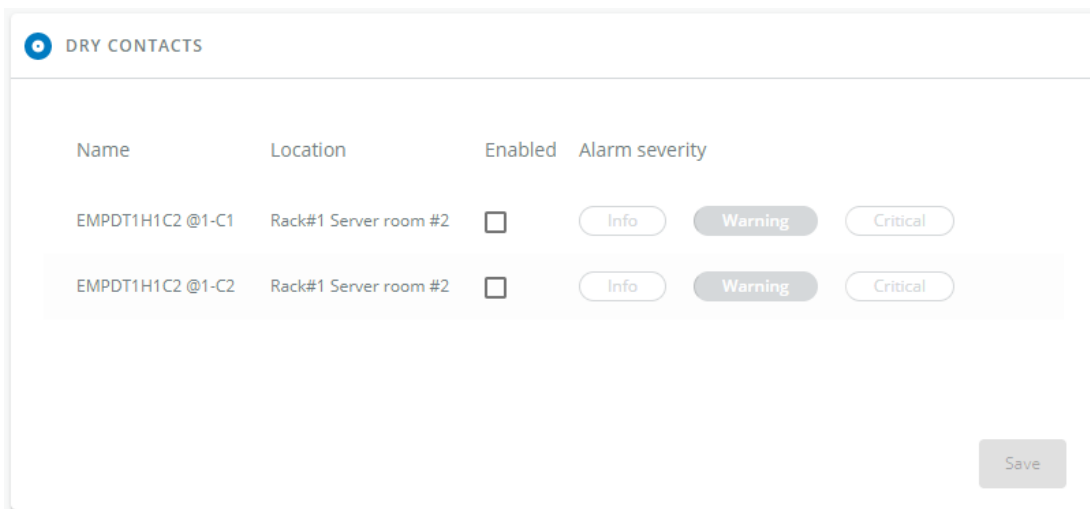 DRY CONTACTS
Name Location Enabled Alarm severity
EMPDT1H1C2 @1-C1 Rack#1 Server room #2 Info Warning Critical
EMPDT1H1C2 @1-C2 Rack#1 Server room #2 Info Warning Critical
Save